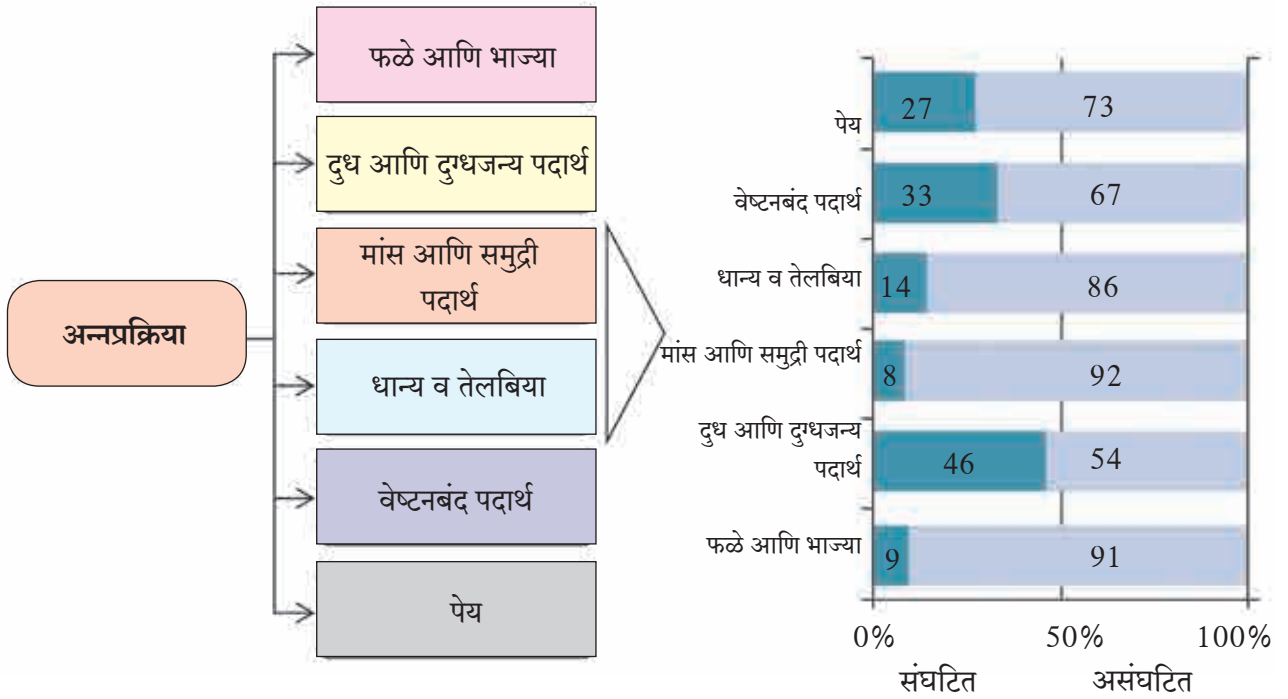 अन्नप्रक्रिया
फळे आणि भाज्या
दुध आणि दुग्धजन्य पदार्थ
मांस आणि समुद्री
पदार्थ
धान्य व तेलबिया
वेष्टनबंद पदार्थ
पेय
पेय
27 73
वेष्टनबंद पदार्थ
33 67
धान्य व तेलबिया
14 86
मांस आणि समुद्री पदार्थ
8 92
दुध आणि दुग्धजन्य
पदार्थ
46 54
फळे आणि भाज्या
9 91
0% 50% 100%
संघटित असंघटित